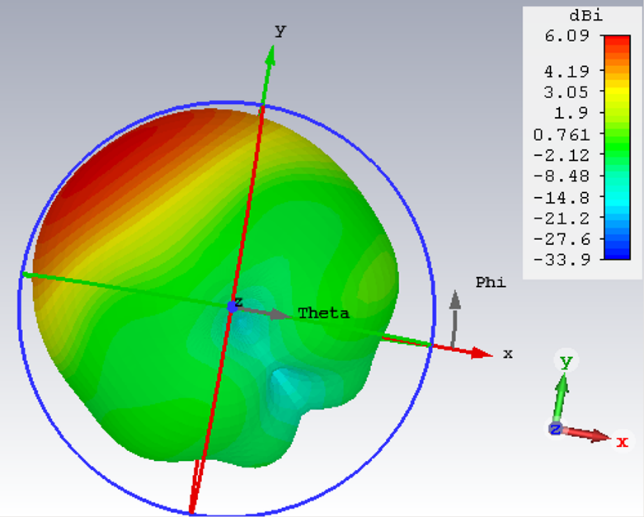 dBi
6.09
4.19
3.05
1.9
0.761
-2.12
-8.48
-14.8
-21.2
-27.6
-33.9
y
Phi
z
Theta
x
y
z
x